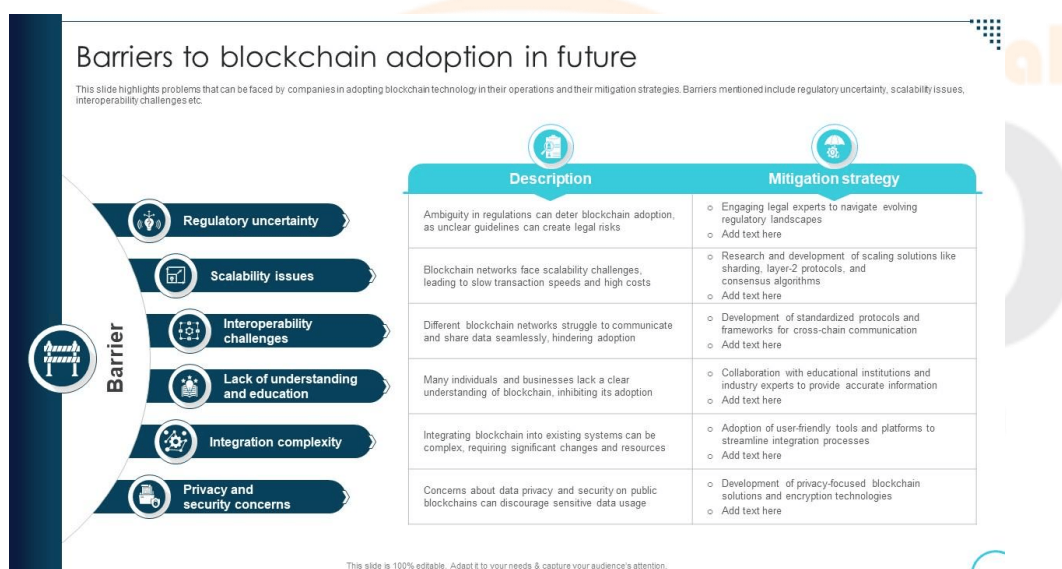 Barriers to blockchain adoption in future
This slide highlights problems that can be faced by companies in adopting blockchain technology in their operations and their mitigation strategies. Barriers mentioned include regulatory uncertainty, scalability issues,
interoperability challenges etc.
Description
Mitigation strategy
Barrier
Regulatory uncertainty
Ambiguity in regulations can deter blockchain adoption,
as unclear guidelines can create legal risks
o Engaging legal experts to navigate evolving
regulatory landscapes
o Add text here
Scalability issues
Blockchain networks face scalability challenges,
leading to slow transaction speeds and high costs
o Research and development of scaling solutions like
sharding, layer-2 protocols, and
consensus algorithms
o Add text here
Interoperability
challenges
Different blockchain networks struggle to communicate
and share data seamlessly, hindering adoption
o Development of standardized protocols and
frameworks for cross-chain communication
o Add text here
Lack of understanding
and education
Many individuals and businesses lack a clear
understanding of blockchain, inhibiting its adoption
o Collaboration with educational institutions and
industry experts to provide accurate information
o Add text here
Integration complexity
Integrating blockchain into existing systems can be
complex, requiring significant changes and resources
o Adoption of user-friendly tools and platforms to
streamline integration processes
o Add text here
Privacy and
security concerns
Concerns about data privacy and security on public
blockchains can discourage sensitive data usage
o Development of privacy-focused blockchain
solutions and encryption technologies
o Add text here
This slide is 100% editable. Adapt it to your needs & capture your audience's attention.